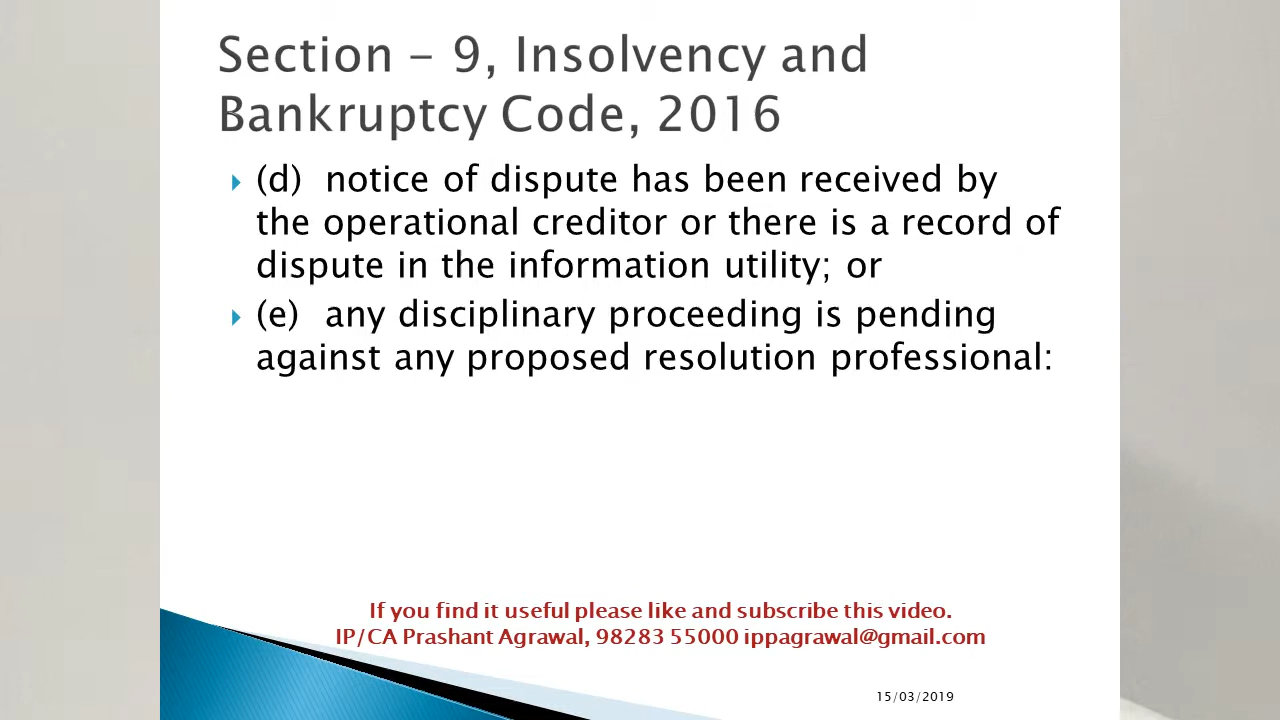 Section - 9, Insolvency and
Bankruptcy Code, 2016
(d) notice of dispute has been received by
the operational creditor or there is a record of
dispute in the information utility; or
(e) any disciplinary proceeding is pending
against any proposed resolution professional:
If you find it useful please like and subscribe this video.
IP/CA Prashant Agrawal, 98283 55000 ippagrawal@gmail.com
15/03/2019